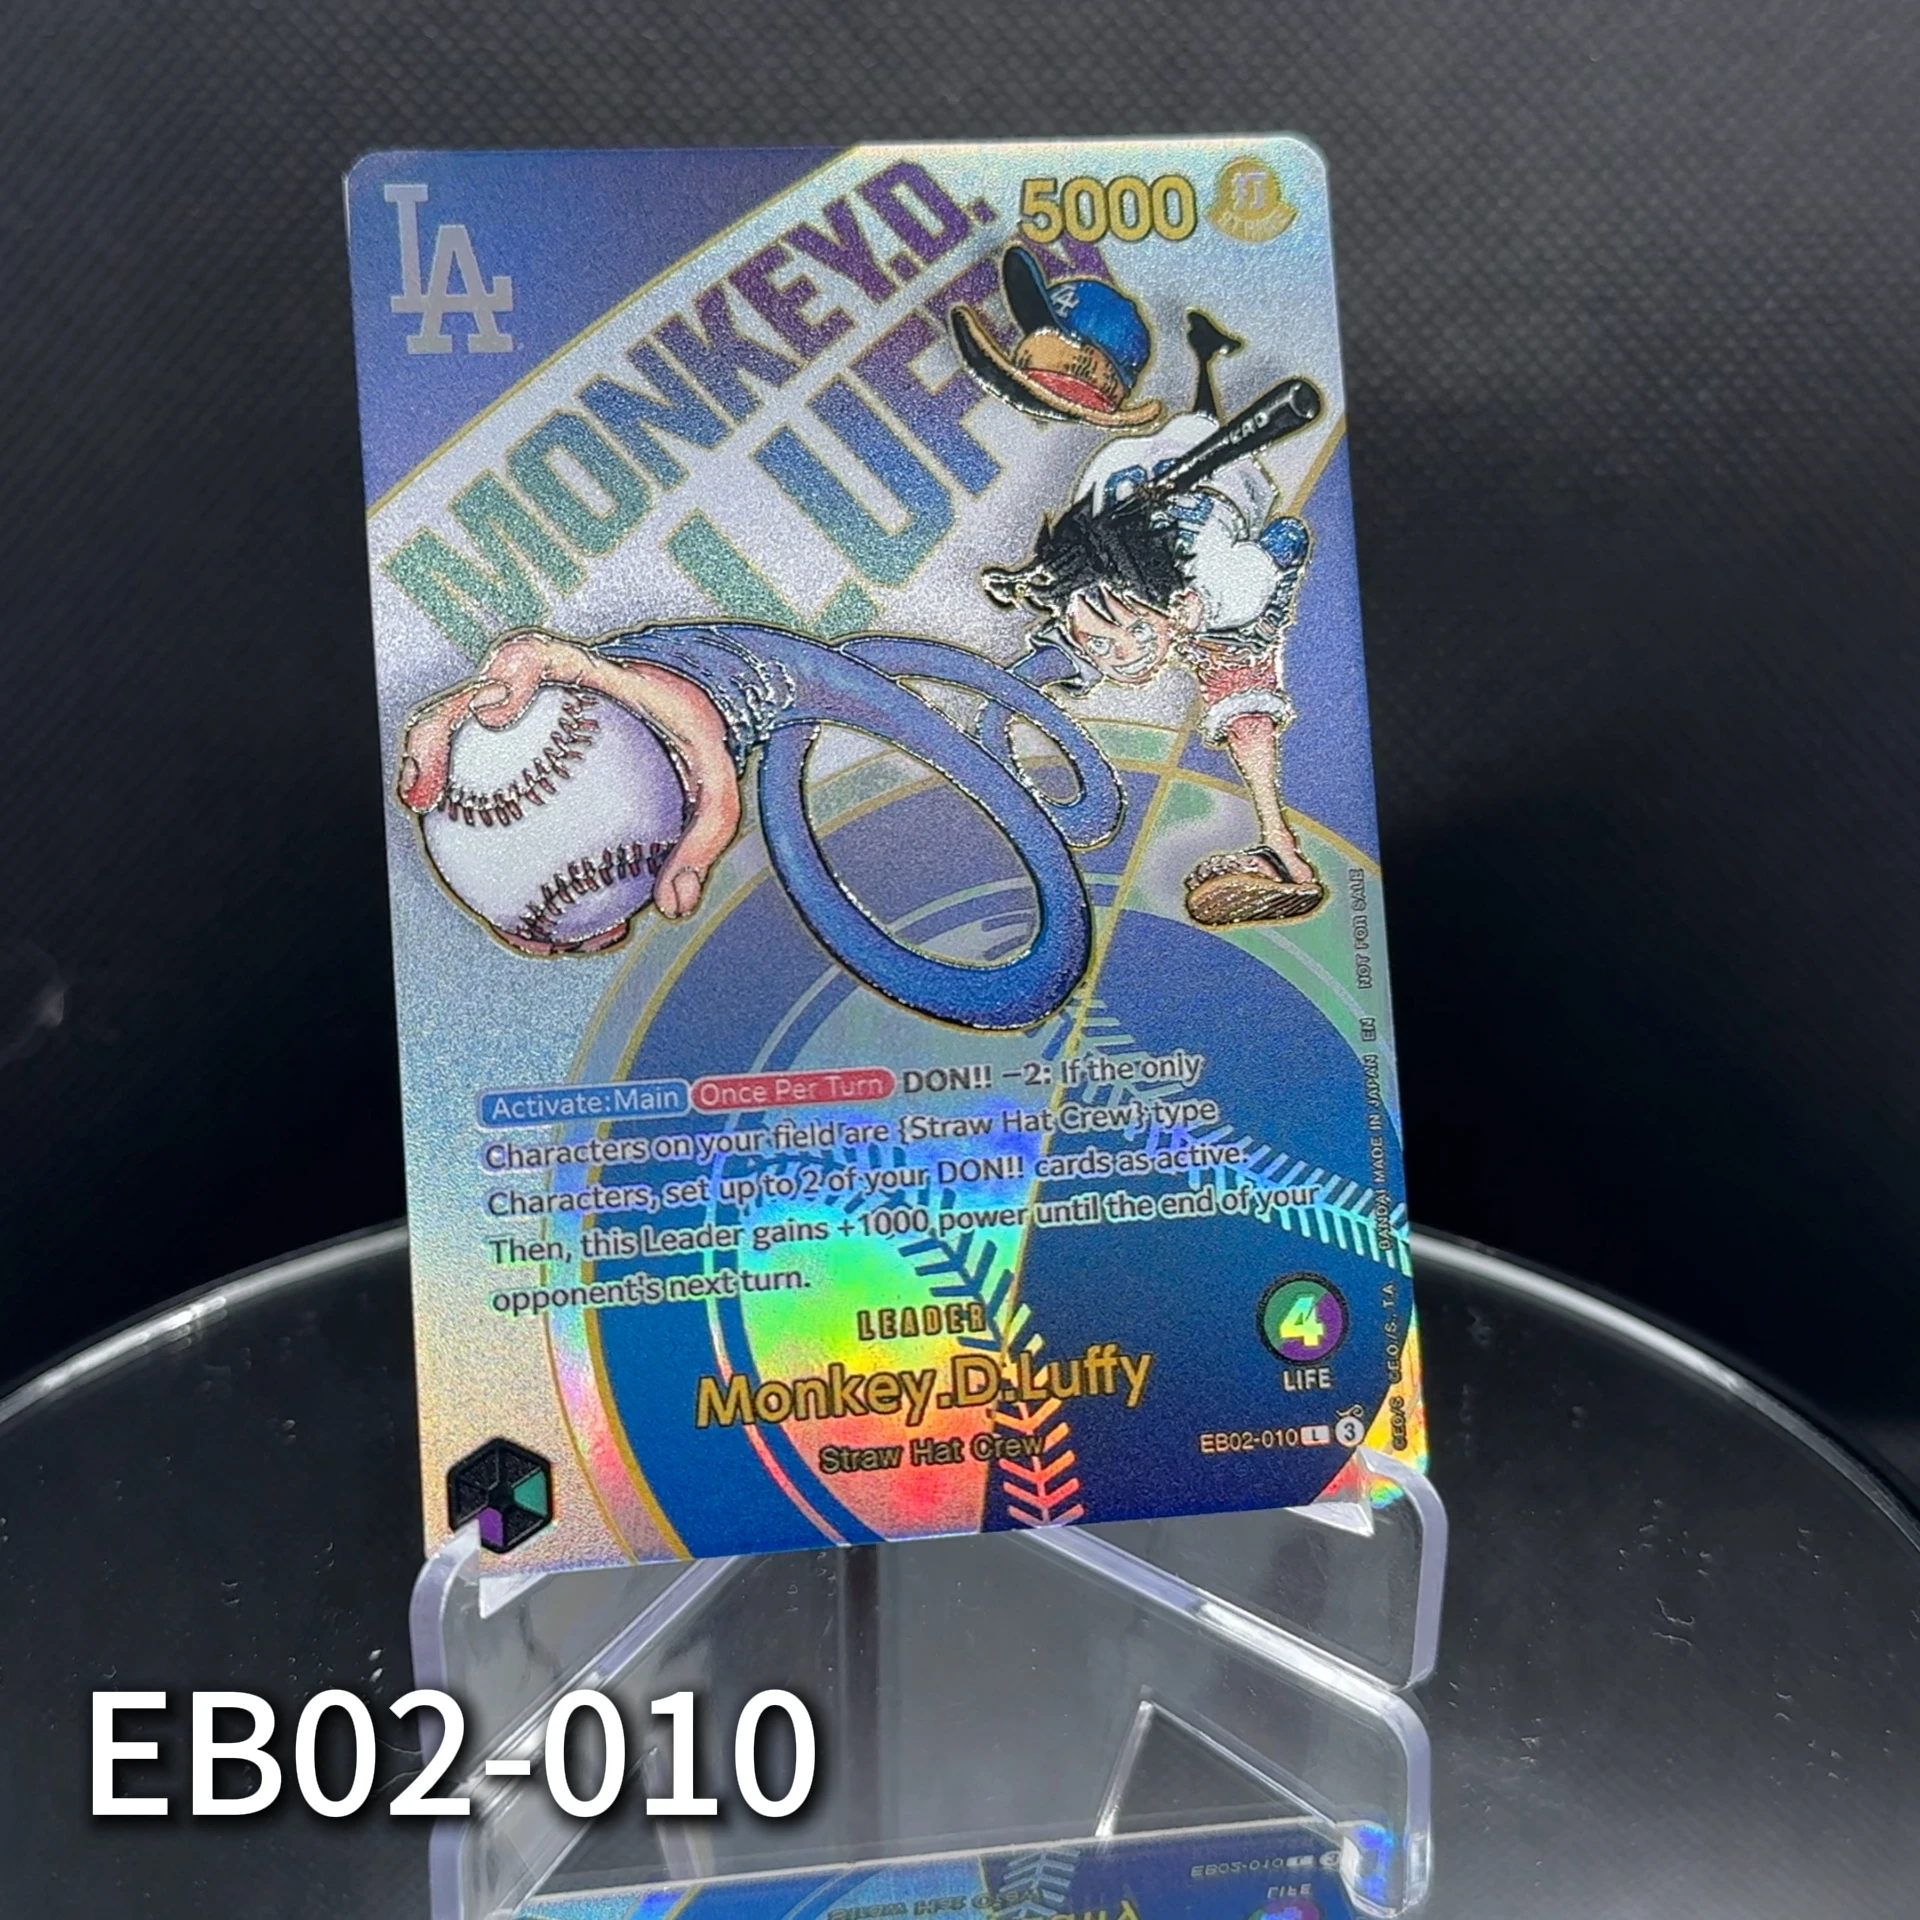 LA
MONKEY.D.
LUFFY
5000
打
LA
Activate:Main Once Per Turn DON!! −2: If the only
Characters on your field are {Straw Hat Crew} type
Characters, set up to 2 of your DON!! cards as active.
Then, this Leader gains +1000 power until the end of your
opponent's next turn.
LEADER
Monkey.D.Luffy
Straw Hat Crew
4
LIFE
EB02-010 L 3
BANDAI MADE IN JAPAN EN NOT FOR SALE
EB02-010